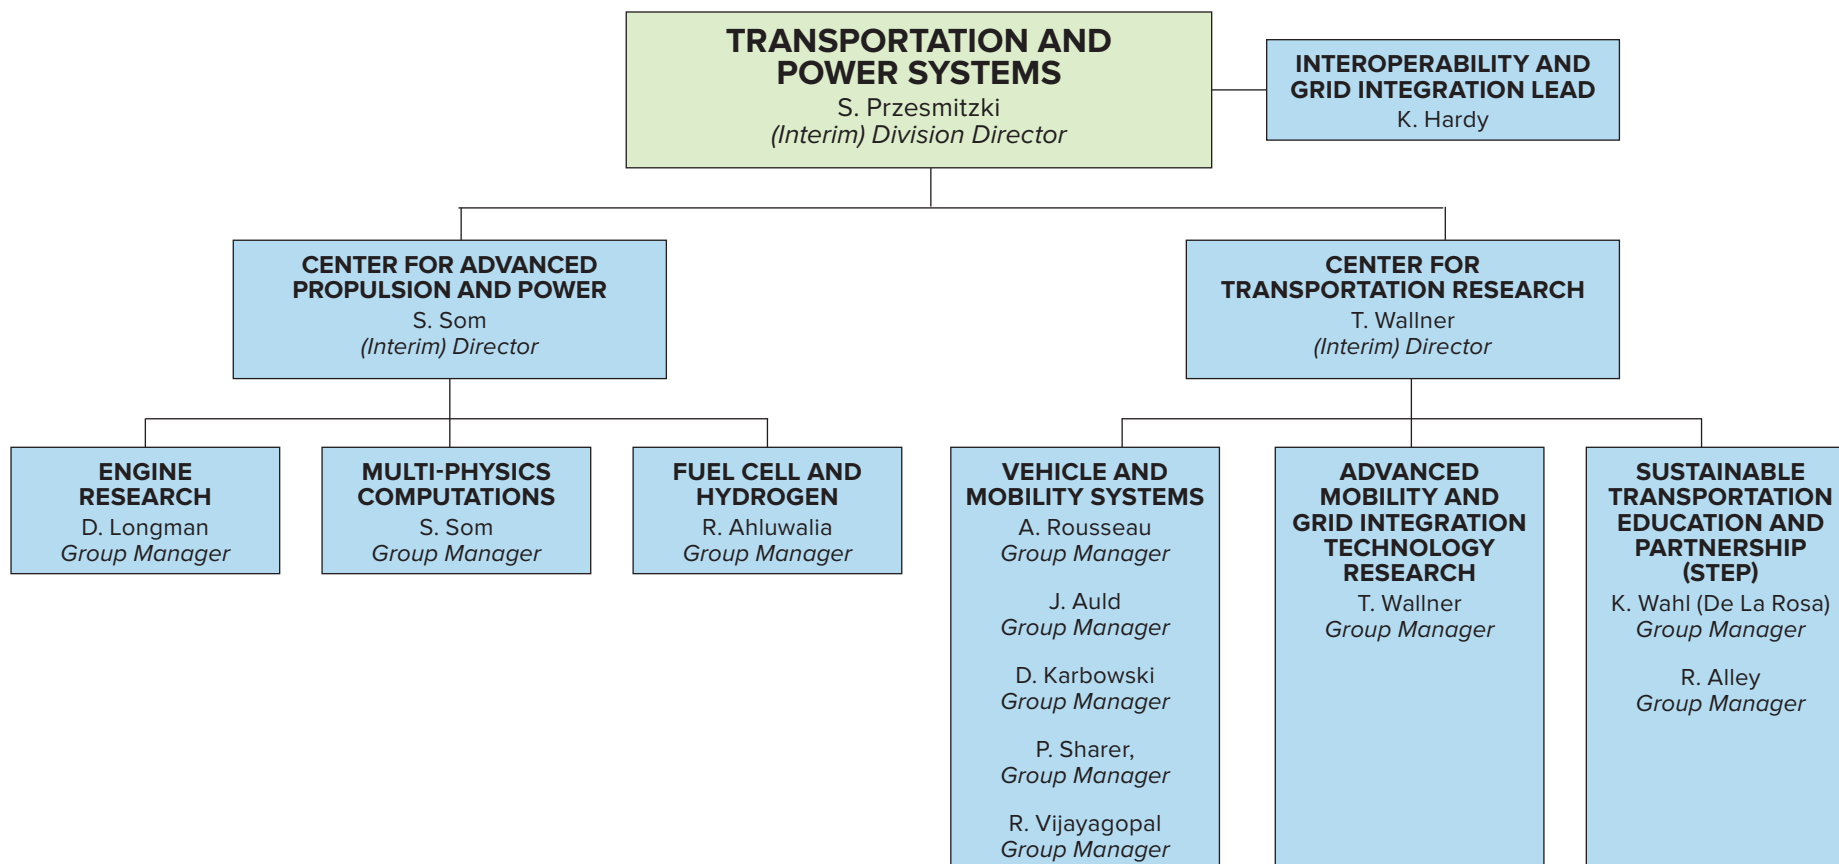 TRANSPORTATION AND
POWER SYSTEMS
S. Przesmitzki
(Interim) Division Director
INTEROPERABILITY AND
GRID INTEGRATION LEAD
K. Hardy
CENTER FOR ADVANCED
PROPULSION AND POWER
S. Som
(Interim) Director
CENTER FOR
TRANSPORTATION RESEARCH
T. Wallner
(Interim) Director
ENGINE
RESEARCH
D. Longman
Group Manager
MULTI-PHYSICS
COMPUTATIONS
S. Som
Group Manager
FUEL CELL AND
HYDROGEN
R. Ahluwalia
Group Manager
VEHICLE AND
MOBILITY SYSTEMS
A. Rousseau
Group Manager
J. Auld
Group Manager
D. Karbowski
Group Manager
P. Sharer,
Group Manager
R. Vijayagopal
Group Manager
ADVANCED
MOBILITY AND
GRID INTEGRATION
TECHNOLOGY
RESEARCH
T. Wallner
Group Manager
SUSTAINABLE
TRANSPORTATION
EDUCATION AND
PARTNERSHIP
(STEP)
K. Wahl (De La Rosa)
Group Manager
R. Alley
Group Manager